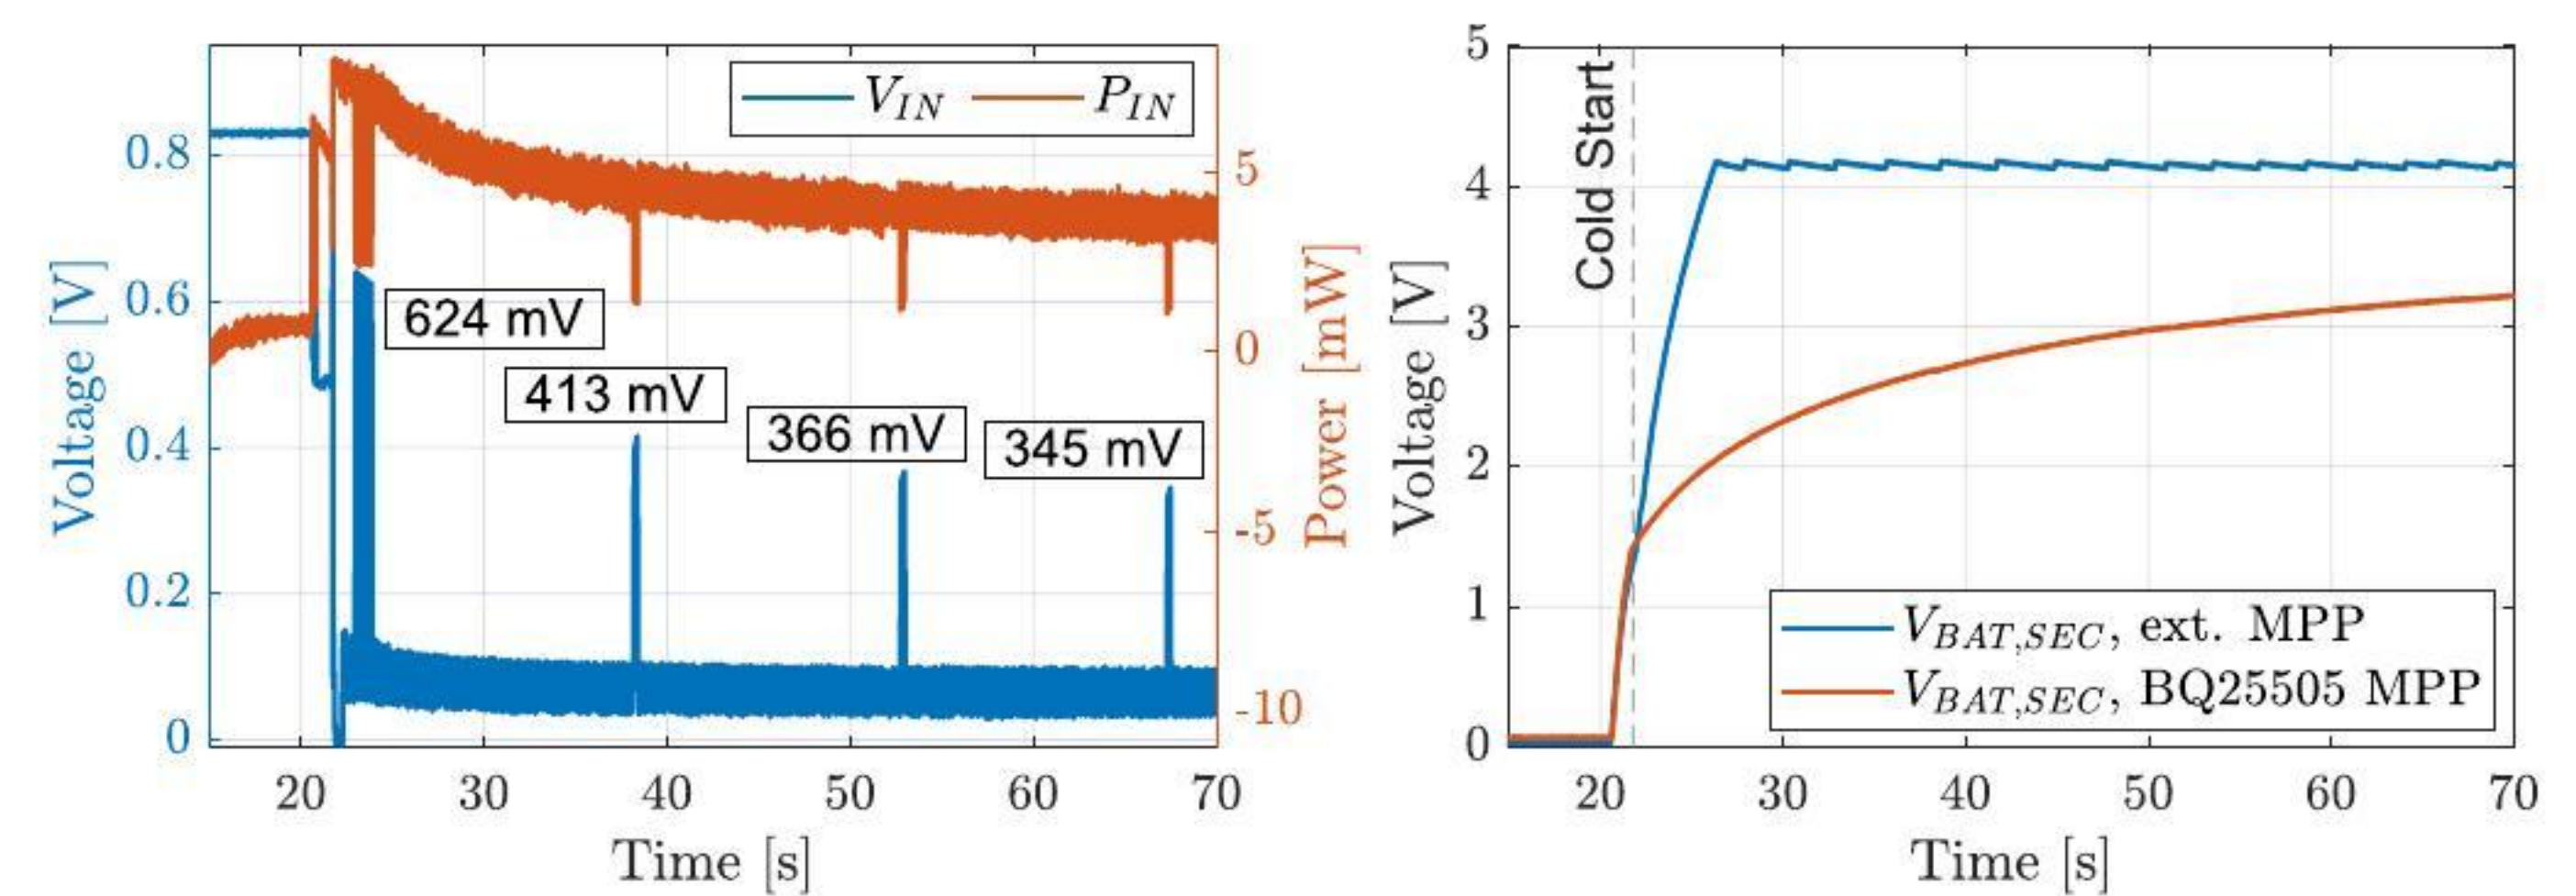 V_IN P_IN
0.8
0.6
0.4
0.2
0
Voltage [V]
5
0
-5
-10
Power [mW]
624 mV
413 mV
366 mV
345 mV
20 30 40 50 60 70
Time [s]
5
4
3
2
1
0
Voltage [V]
Cold Start
V_BAT,SEC, ext. MPP
V_BAT,SEC, BQ25505 MPP
20 30 40 50 60 70
Time [s]